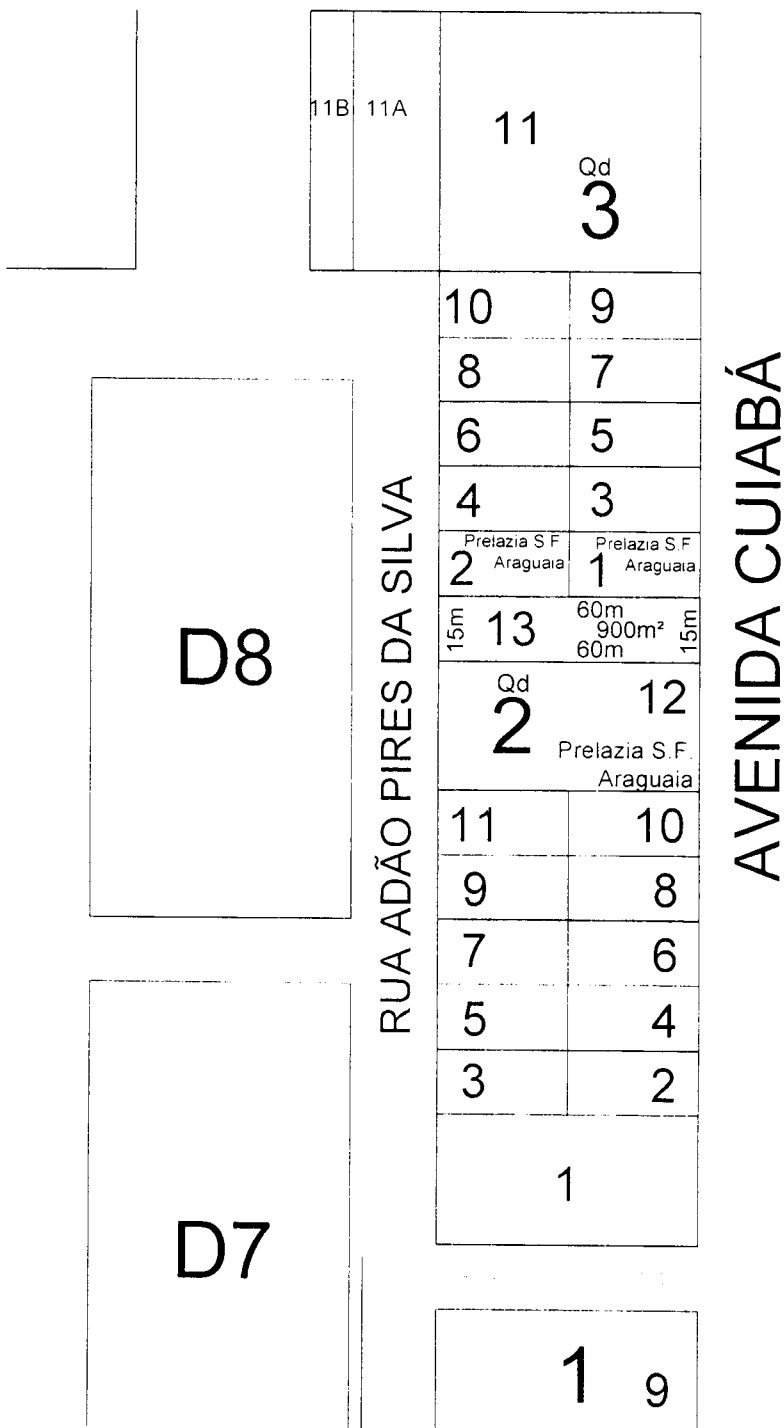 11B 11A 11
Qd
3
10 9
8 7
6 5
4 3
Prelazia S F
Araguaia
2
Prelazia S.F.
Araguaia
1
15m 13 60m
900m²
60m 15m
Qd
2
12
Prelazia S.F.
Araguaia
11 10
9 8
7 6
5 4
3 2
1
1 9
D8
D7
RUA ADÃO PIRES DA SILVA
AVENIDA CUIABÁ